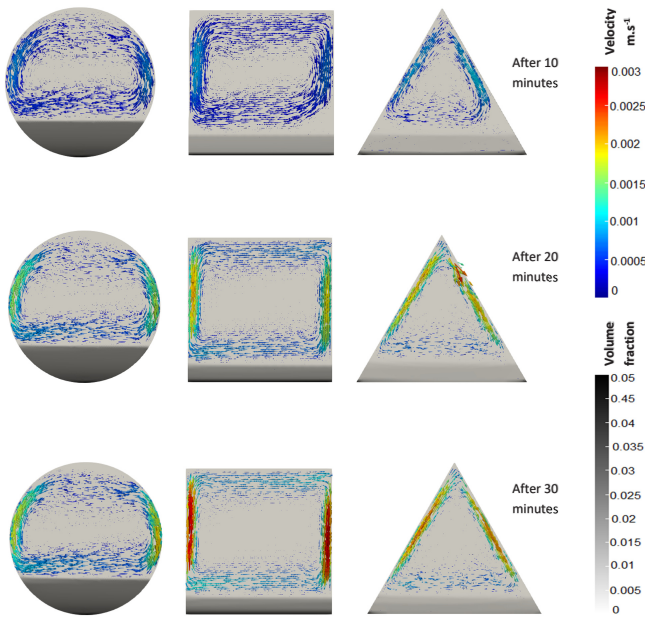 After 10
minutes
After 20
minutes
After 30
minutes
Velocity
m.s-1
0.003
0.0025
0.002
0.0015
0.001
0.0005
0
Volume
fraction
0.05
0.45
0.04
0.035
0.03
0.025
0.02
0.015
0.01
0.005
0